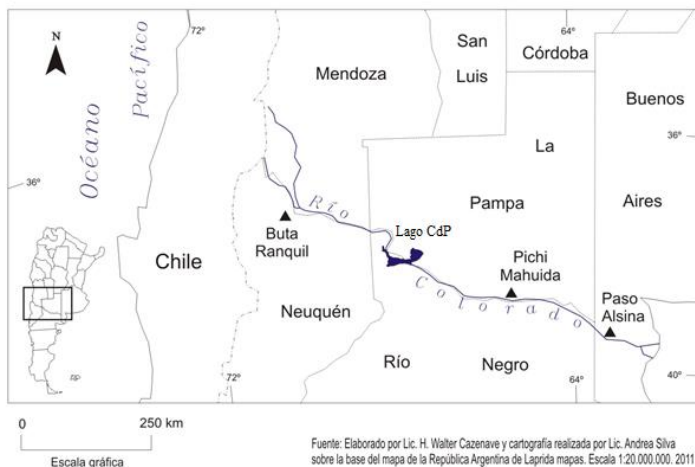 72°
64°
N
Océano
Pacífico
Mendoza
San
Luis
Córdoba
Buenos
Aires
36°
36°
La
Pampa
Río
Colorado
Lago CdP
Buta
Ranquil
Pichi
Mahuida
Paso
Alsina
Chile
Neuquén
Río
Negro
72°
64°
40°
0
250 km
Escala gráfica
Fuente: Elaborado por Lic. H. Walter Cazenave y cartografía realizada por Lic. Andrea Silva
sobre la base del mapa de la República Argentina de Laprida mapas. Escala 1:20.000.000. 2011